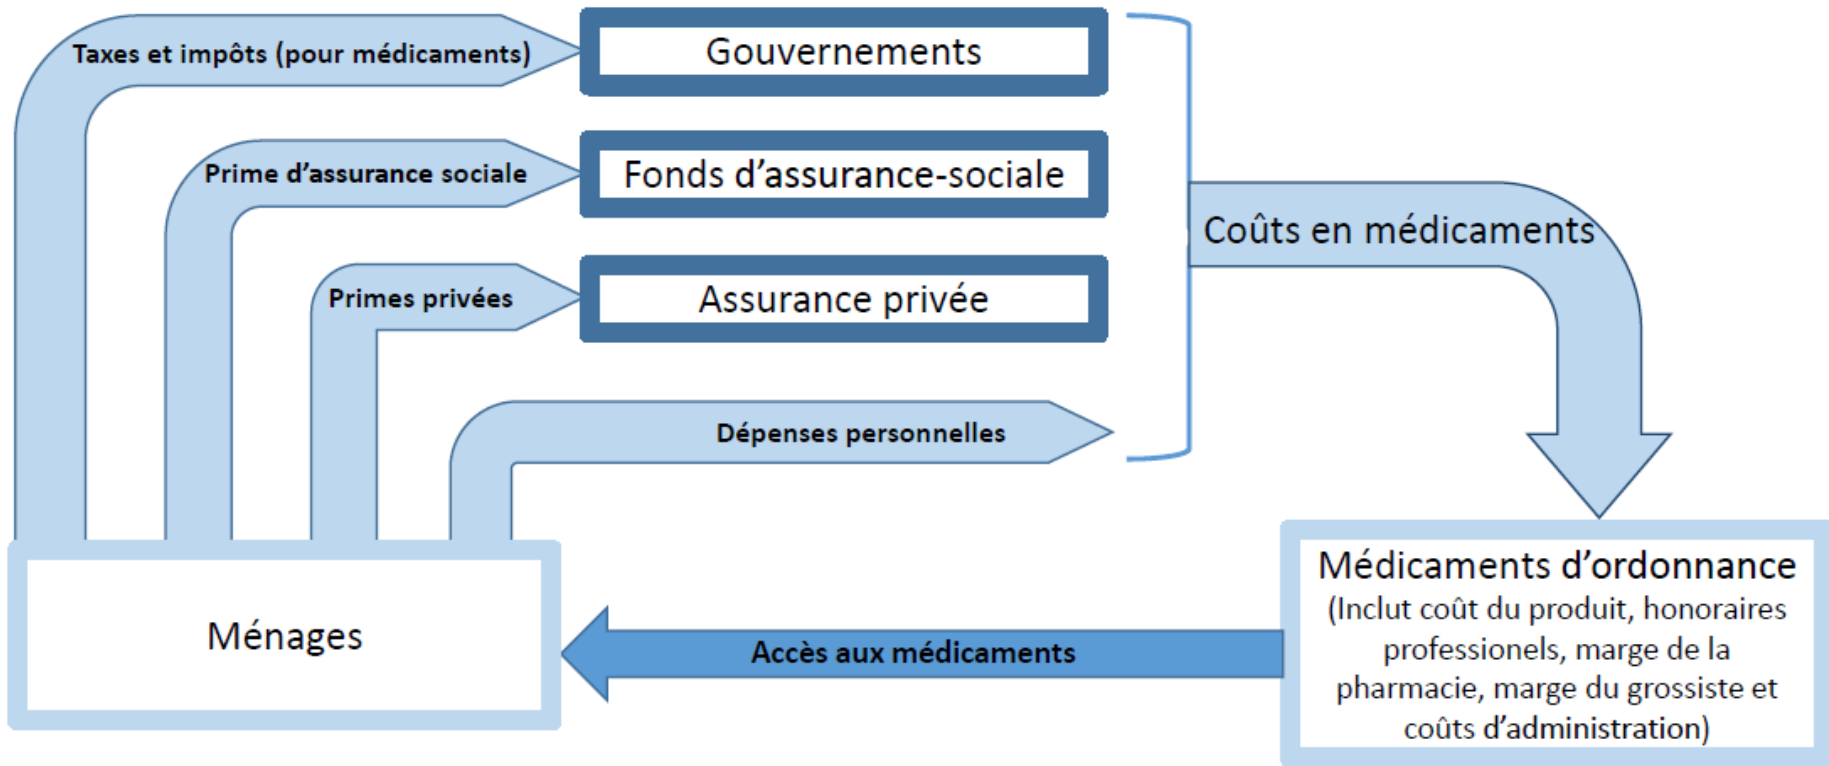 Taxes et impôts (pour médicaments)
Gouvernements
Prime d'assurance sociale
Fonds d'assurance-sociale
Coûts en médicaments
Primes privées
Assurance privée
Dépenses personnelles
Ménages
Accès aux médicaments
Médicaments d'ordonnance
(Inclut coût du produit, honoraires
professionels, marge de la
pharmacie, marge du grossiste et
coûts d'administration)